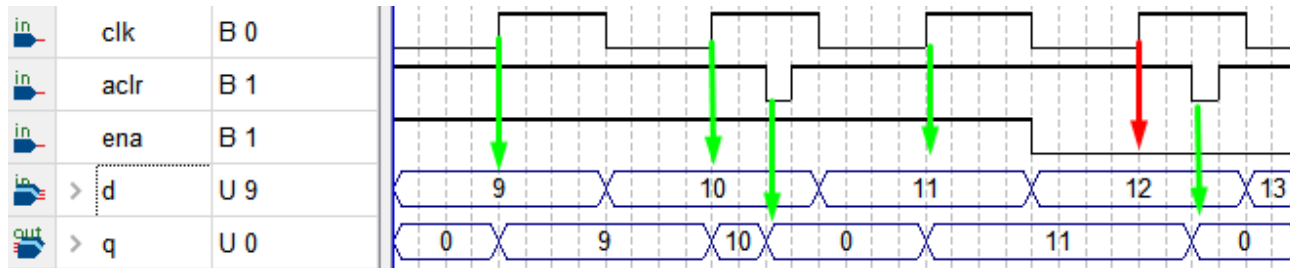 in clk B 0
in aclr B 1
in ena B 1
in > d U 9 9 10 11 12 13
out > q U 0 0 9 10 0 11 0